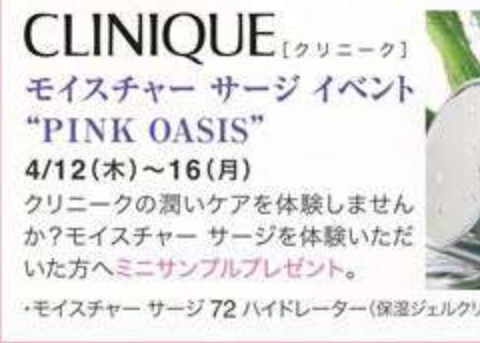 CLINIQUE [クリニーク]
モイスチャー サージ イベント
“PINK OASIS”
4/12(木)～16(月)
クリニークの潤いケアを体験しません
か？モイスチャー サージを体験いただ
いた方へミニサンプルプレゼント。
・モイスチャー サージ 72 ハイドレーター（保湿ジェルクリ